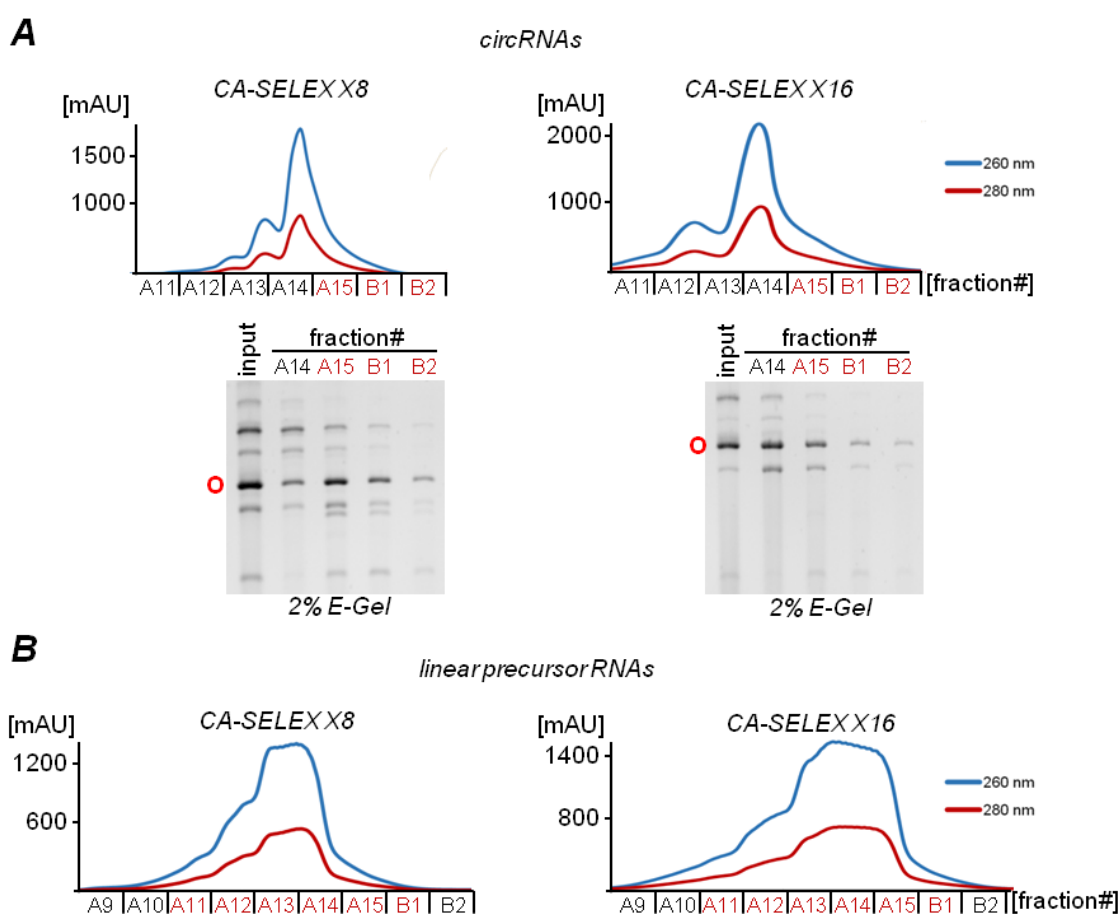 A
circRNAs
CA-SELEX X8
[mAU]
1500
1000
A11 A12 A13 A14 A15 B1 B2
CA-SELEX X16
[mAU]
2000
1000
260 nm
280 nm
A11 A12 A13 A14 A15 B1 B2 [fraction#]
input
fraction#
A14 A15 B1 B2
2% E-Gel
input
fraction#
A14 A15 B1 B2
2% E-Gel
B
linear precursor RNAs
CA-SELEX X8
[mAU]
1200
600
A9 A10 A11 A12 A13 A14 A15 B1 B2
CA-SELEX X16
[mAU]
1400
800
260 nm
280 nm
A9 A10 A11 A12 A13 A14 A15 B1 B2 [fraction#]